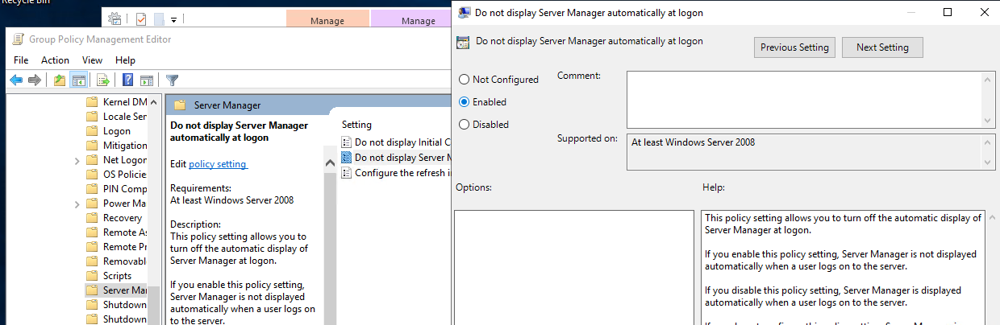 Recycle Bin
Manage
Manage
Group Policy Management Editor
File Action View Help
Kernel DM
Locale Ser
Logon
Mitigation
Net Logon
OS Policies
PIN Comp
Power Ma
Recovery
Remote As
Remote Pr
Removabl
Scripts
Server Mar
Shutdown
Shutdown
Server Manager
Do not display Server Manager
automatically at logon
Edit policy setting
Requirements:
At least Windows Server 2008
Description:
This policy setting allows you to
turn off the automatic display of
Server Manager at logon.
If you enable this policy setting,
Server Manager is not displayed
automatically when a user logs on
to the server.
Setting
Do not display Initial C
Do not display Server M
Configure the refresh in
Do not display Server Manager automatically at logon
Do not display Server Manager automatically at logon
Previous Setting
Next Setting
Not Configured
Enabled
Disabled
Comment:
Supported on:
At least Windows Server 2008
Options:
Help:
This policy setting allows you to turn off the automatic display of
Server Manager at logon.
If you enable this policy setting, Server Manager is not displayed
automatically when a user logs on to the server.
If you disable this policy setting, Server Manager is displayed
automatically when a user logs on to the server.